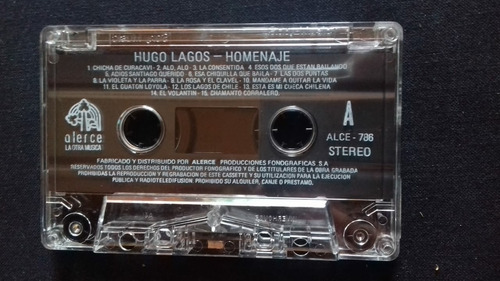 HUGO LAGOS – HOMENAJE
1. CHICHA DE CURACAVI - 2. ALO, ALO - 3. LA CONSENTIDA - 4. ESOS DOS QUE ESTAN BAILANDO
5. ADIOS SANTIAGO QUERIDO - 6. ESA CHIQUILLA QUE BAILA - 7. LAS DOS PUNTAS
8. LA VIOLETA Y LA PARRA - 9. LA ROSA Y EL CLAVEL - 10. MANDAME A QUITAR LA VIDA
11. EL GUATON LOYOLA - 12. LOS LAGOS DE CHILE - 13. ESTA ES MI CUECA CHILENA
14. EL VOLANTIN - 15. CHAMANTO CORRALERO.
alerce
LA OTRA MUSICA
A
ALCE - 786
STEREO
FABRICADO Y DISTRIBUIDO POR ALERCE PRODUCCIONES FONOGRAFICAS S.A
RESERVADOS TODOS LOS DERECHOS DEL PRODUCTOR FONOGRAFICO Y DE LOS TITULARES DE LA OBRA GRABADA
PROHIBIDAS LA REPRODUCCION Y REGRABACION DE ESTE CASSETTE Y SU UTILIZACION PARA LA EJECUCION
PUBLICA Y RADIOTELEDIFUSION. PROHIBIDO SU ALQUILER, CANJE O PRESTAMO.